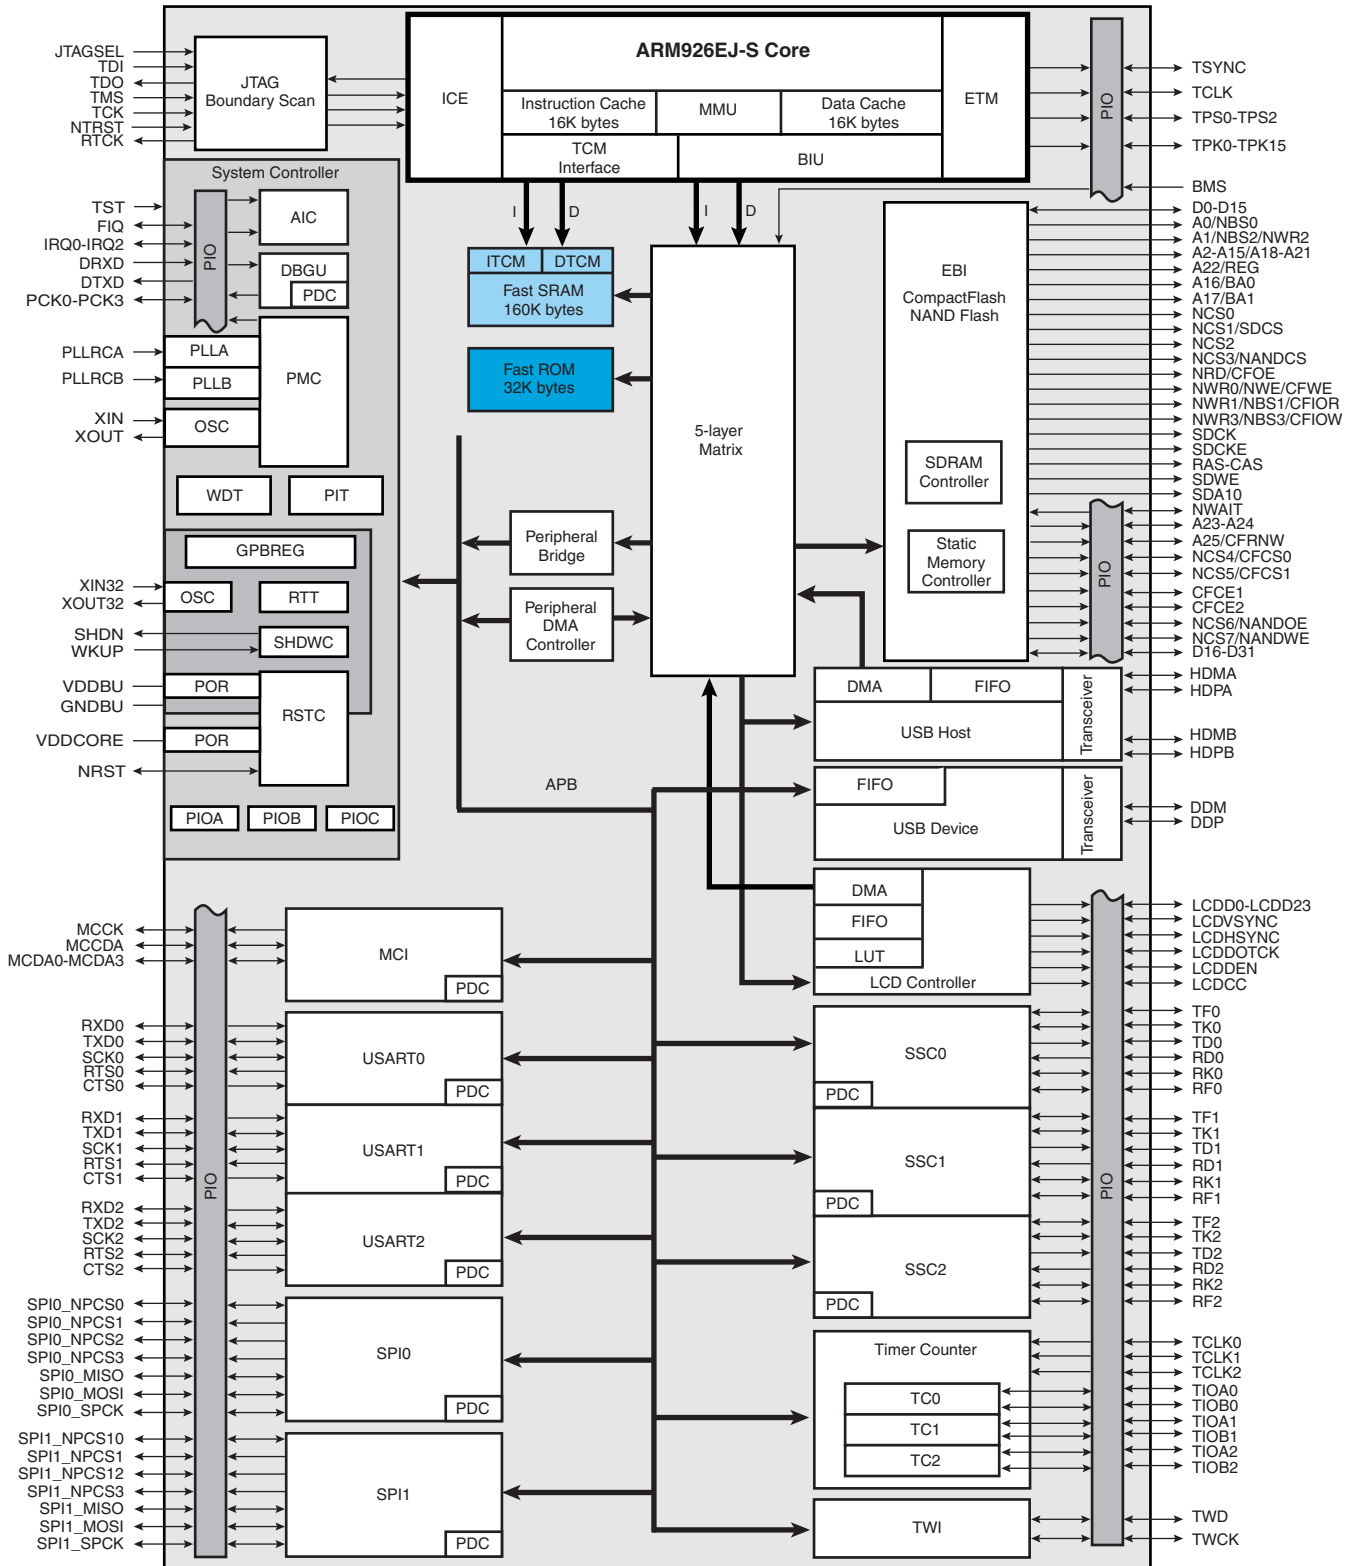 JTAGSEL
TDI
TDO
TMS
TCK
NTRST
RTCK
JTAG
Boundary Scan
ICE
ARM926EJ-S Core
Instruction Cache
16K bytes
MMU
Data Cache
16K bytes
TCM
Interface
BIU
ETM
PIO
TSYNC
TCLK
TPS0-TPS2
TPK0-TPK15
BMS
System Controller
TST
FIQ
IRQ0-IRQ2
DRXD
DTXD
PCK0-PCK3
PIO
AIC
DBGU
PDC
PLLRCA
PLLRCB
XIN
XOUT
PLLA
PLLB
OSC
PMC
WDT
PIT
GPBREG
XIN32
XOUT32
OSC
RTT
SHDN
WKUP
SHDWC
VDDBU
GNDBU
POR
RSTC
VDDCORE
POR
NRST
PIOA
PIOB
PIOC
I
D
I
D
ITCM
DTCM
Fast SRAM
160K bytes
Fast ROM
32K bytes
5-layer
Matrix
Peripheral
Bridge
Peripheral
DMA
Controller
APB
EBI
CompactFlash
NAND Flash
SDRAM
Controller
Static
Memory
Controller
D0-D15
A0/NBS0
A1/NBS2/NWR2
A2-A15/A18-A21
A22/REG
A16/BA0
A17/BA1
NCS0
NCS1/SDCS
NCS2
NCS3/NANDCS
NRD/CFOE
NWR0/NWE/CFWE
NWR1/NBS1/CFIOR
NWR3/NBS3/CFIOW
SDCK
SDCKE
RAS-CAS
SDWE
SDA10
PIO
NWAIT
A23-A24
A25/CFRNW
NCS4/CFCS0
NCS5/CFCS1
CFCE1
CFCE2
NCS6/NANDOE
NCS7/NANDWE
D16-D31
DMA
FIFO
USB Host
Transceiver
HDMA
HDPA
HDMB
HDPB
FIFO
USB Device
Transceiver
DDM
DDP
DMA
FIFO
LUT
LCD Controller
PIO
LCDD0-LCDD23
LCDVSYNC
LCDHSYNC
LCDDOTCK
LCDDEN
LCDCC
MCCK
MCCDA
MCDA0-MCDA3
PIO
MCI
PDC
RXD0
TXD0
SCK0
RTS0
CTS0
USART0
PDC
RXD1
TXD1
SCK1
RTS1
CTS1
USART1
PDC
RXD2
TXD2
SCK2
RTS2
CTS2
USART2
PDC
SPI0_NPCS0
SPI0_NPCS1
SPI0_NPCS2
SPI0_NPCS3
SPI0_MISO
SPI0_MOSI
SPI0_SPCK
SPI0
PDC
SPI1_NPCS10
SPI1_NPCS1
SPI1_NPCS12
SPI1_NPCS3
SPI1_MISO
SPI1_MOSI
SPI1_SPCK
SPI1
PDC
SSC0
PDC
TF0
TK0
TD0
RD0
RK0
RF0
SSC1
PDC
TF1
TK1
TD1
RD1
RK1
RF1
SSC2
PDC
TF2
TK2
TD2
RD2
RK2
RF2
Timer Counter
TC0
TC1
TC2
TCLK0
TCLK1
TCLK2
TIOA0
TIOB0
TIOA1
TIOB1
TIOA2
TIOB2
TWI
TWD
TWCK